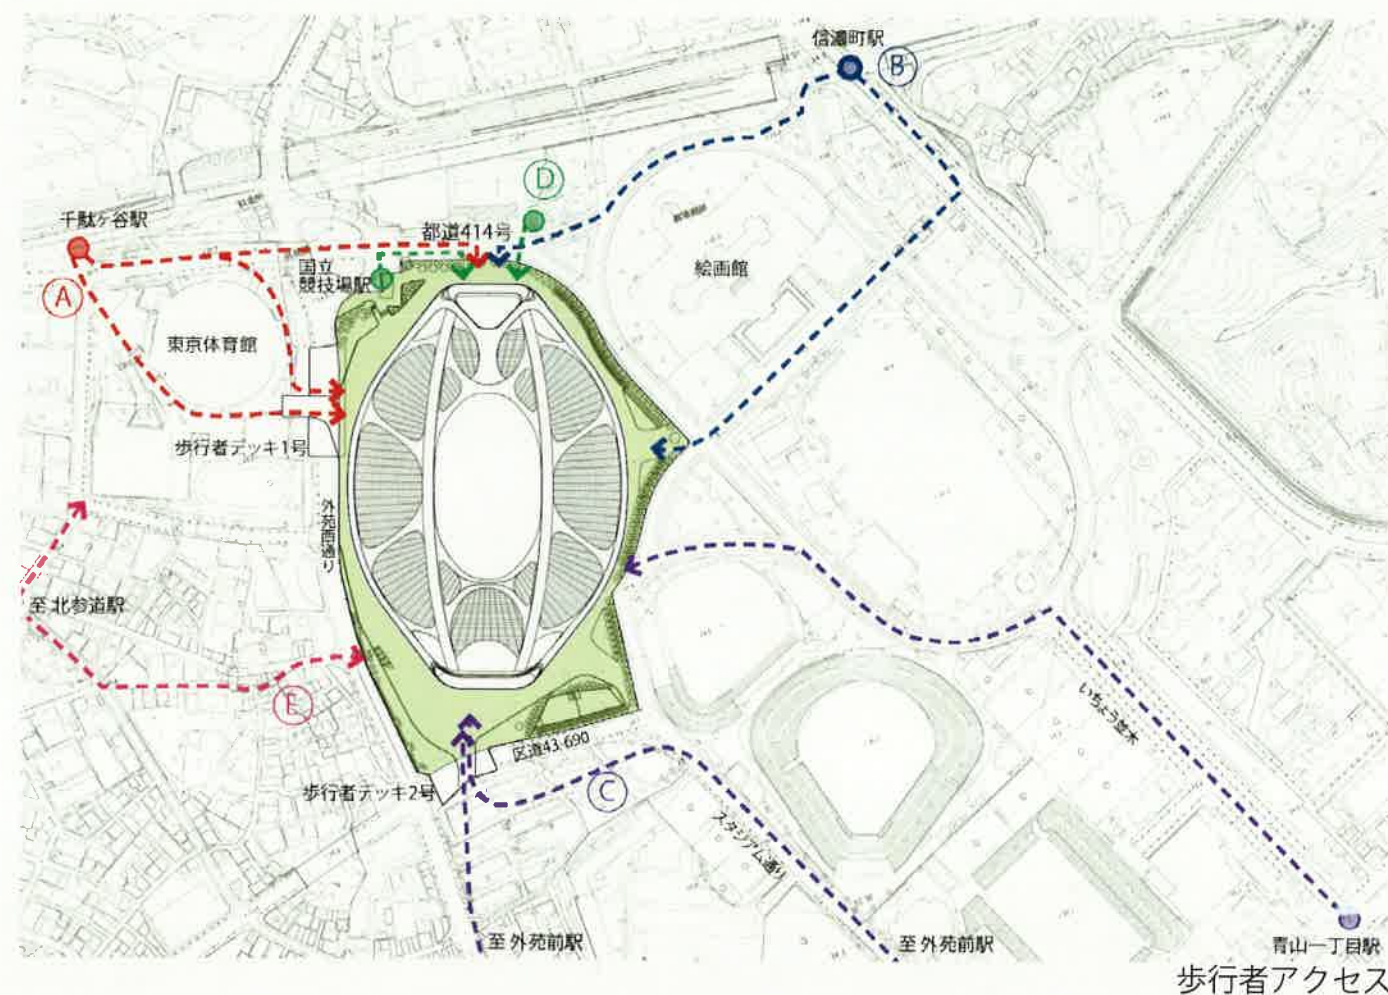 信濃町駅
B
D
千駄ヶ谷駅
都道414号
A
国立
競技場駅
D
絵画館
東京体育館
歩行者デッキ1号
外苑西通り
至 北参道駅
E
区道43-690
歩行者デッキ2号
C
いちょう並木
スタジアム通り
至 外苑前駅
至 外苑前駅
青山一丁目駅
歩行者アクセス